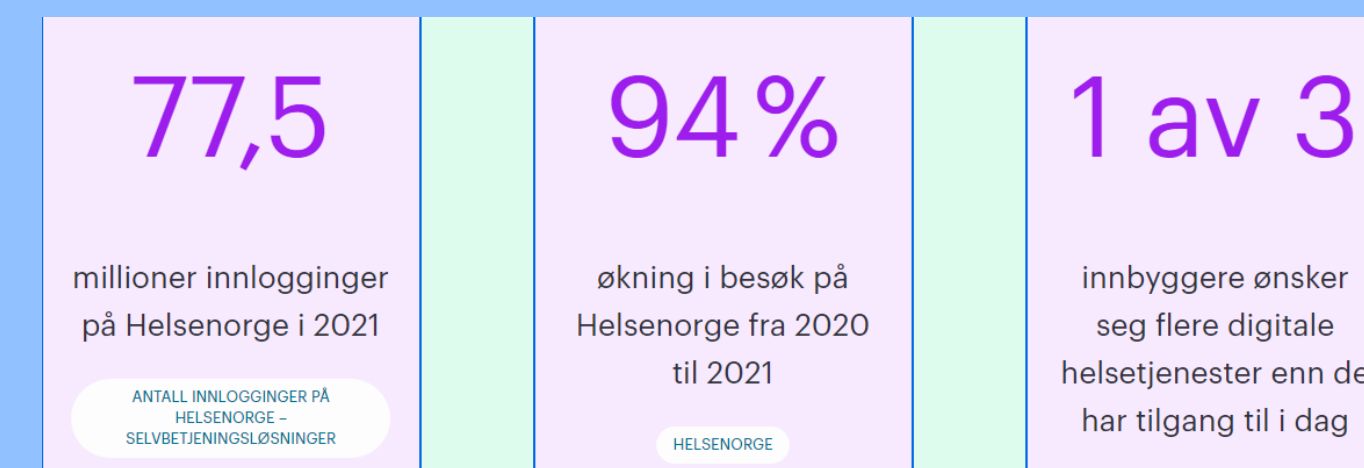 77,5
millioner innlogginger
på Helsenorge i 2021
ANTALL INNLOGGINGER PÅ
HELSENORGE –
SELVBETJENINGSLØSNINGER
94 %
økning i besøk på
Helsenorge fra 2020
til 2021
HELSENORGE
1 av 3
innbyggere ønsker
seg flere digitale
helsetjenester enn de
har tilgang til i dag